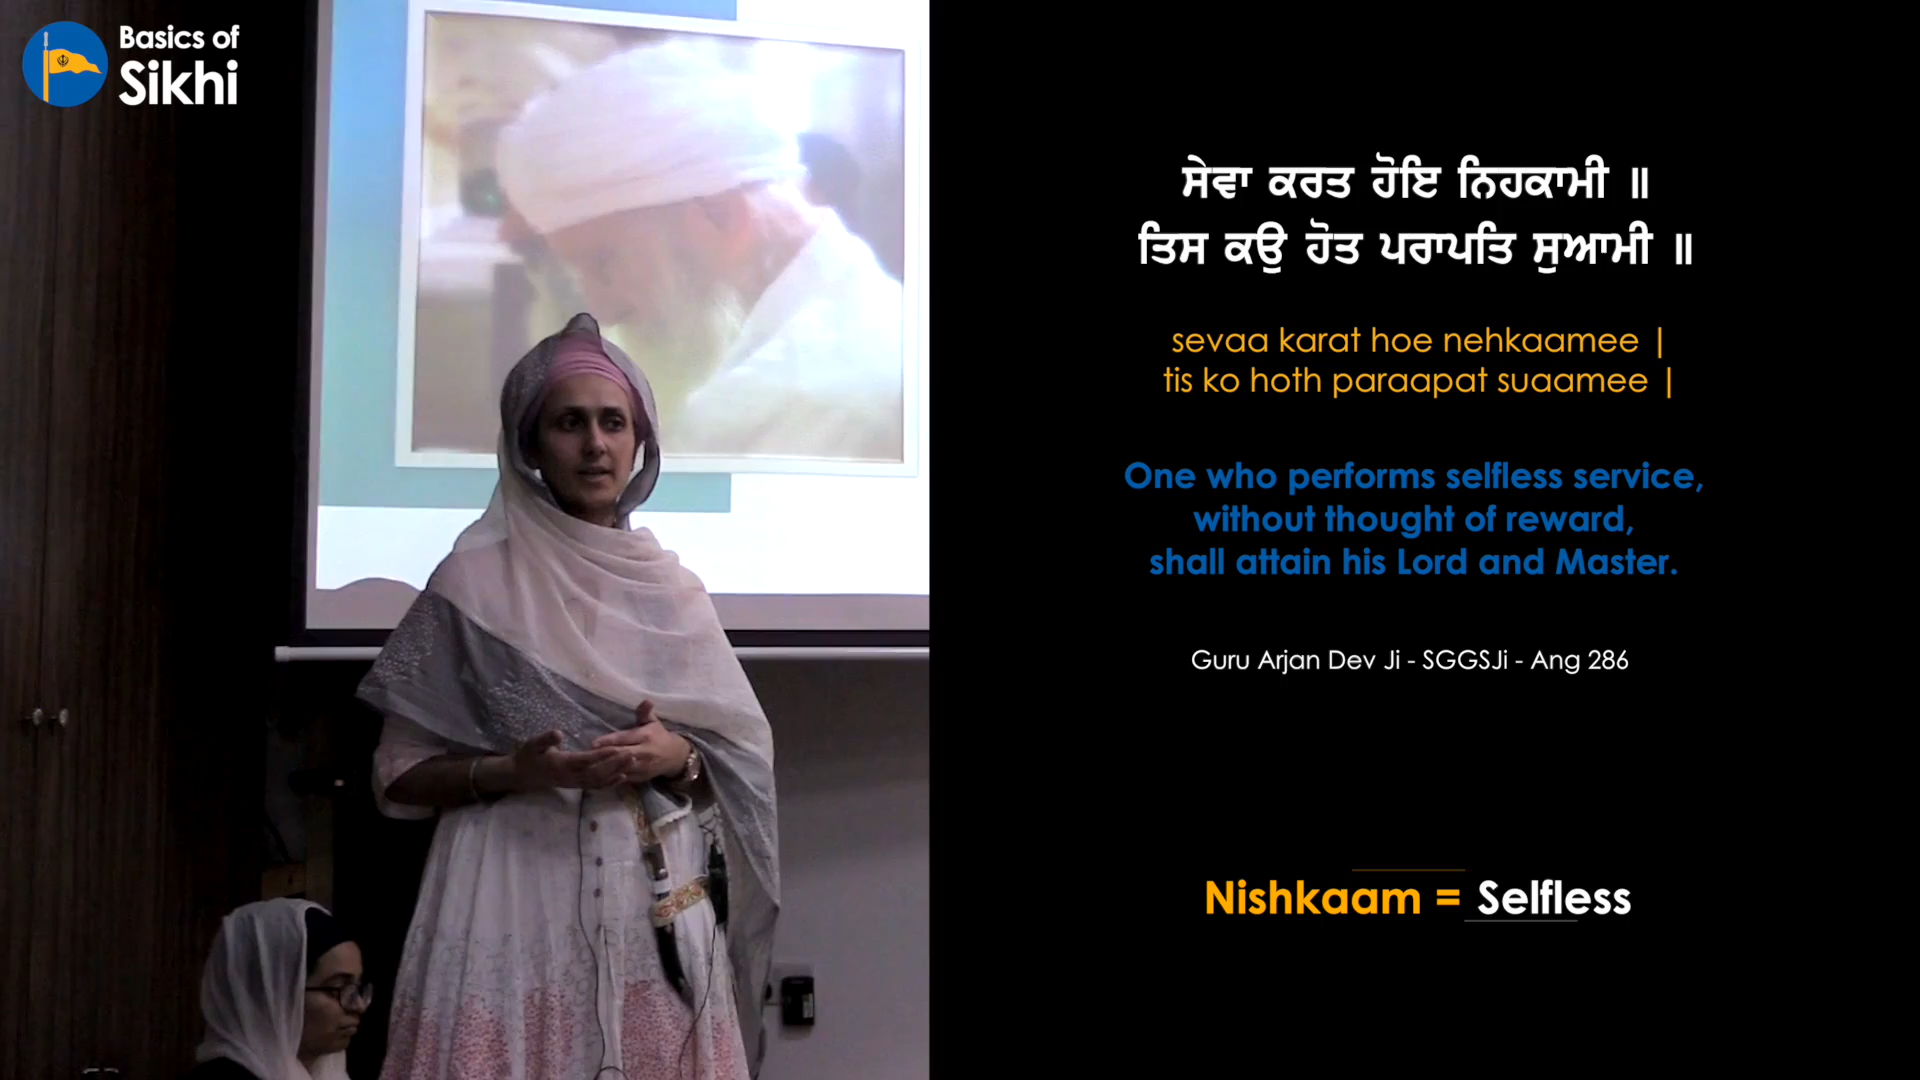 Basics of
Sikhi
ਸੇਵਾ ਕਰਤ ਹੋਇ ਨਿਹਕਾਮੀ ॥
ਤਿਸ ਕਉ ਹੋਤ ਪਰਾਪਤਿ ਸੁਆਮੀ ॥
sevaa karat hoe nehkaamee |
tis ko hoth paraapat suaamee |
One who performs selfless service,
without thought of reward,
shall attain his Lord and Master.
Guru Arjan Dev Ji - SGGSJi - Ang 286
Nishkaam = Selfless